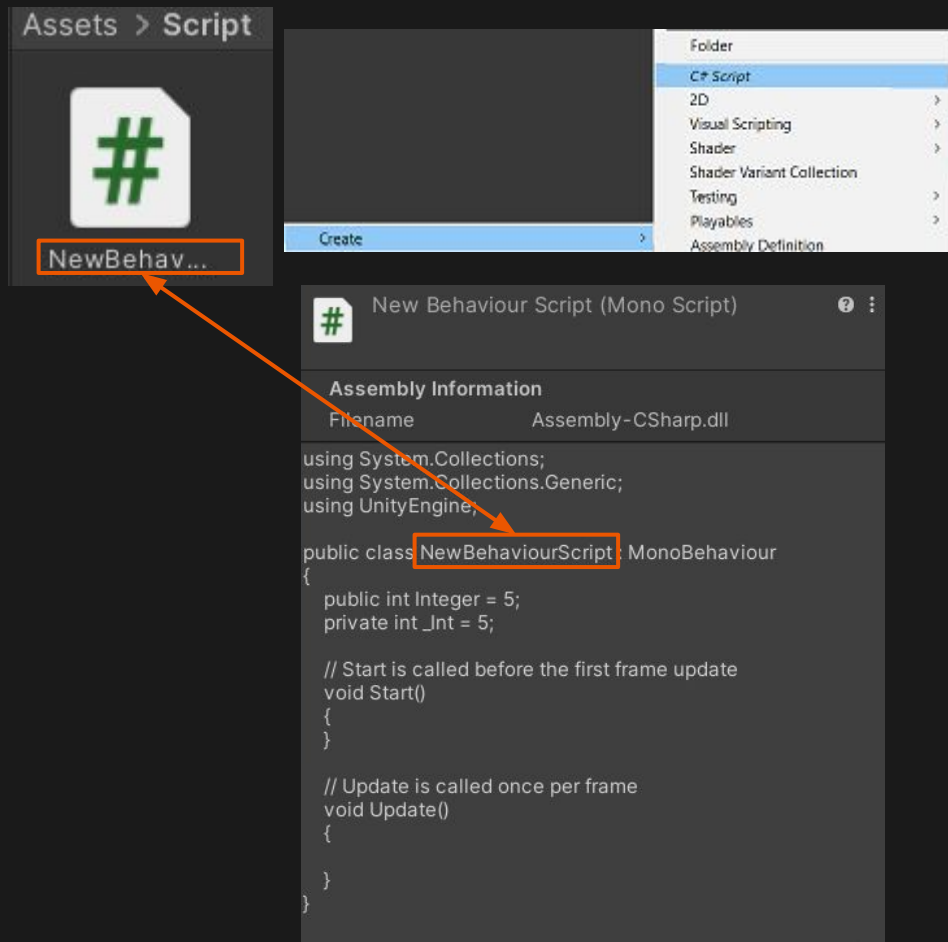 Assets > Script
#
NewBehav...
Folder
C# Script
2D
Visual Scripting
Shader
Shader Variant Collection
Testing
Playables
Create
Assembly Definition
#
New Behaviour Script (Mono Script)
Assembly Information
Filename Assembly-CSharp.dll
using System.Collections;
using System.Collections.Generic;
using UnityEngine;
public class NewBehaviourScript : MonoBehaviour
{
public int Integer = 5;
private int _Int = 5;
// Start is called before the first frame update
void Start()
{
}
// Update is called once per frame
void Update()
{
}
}